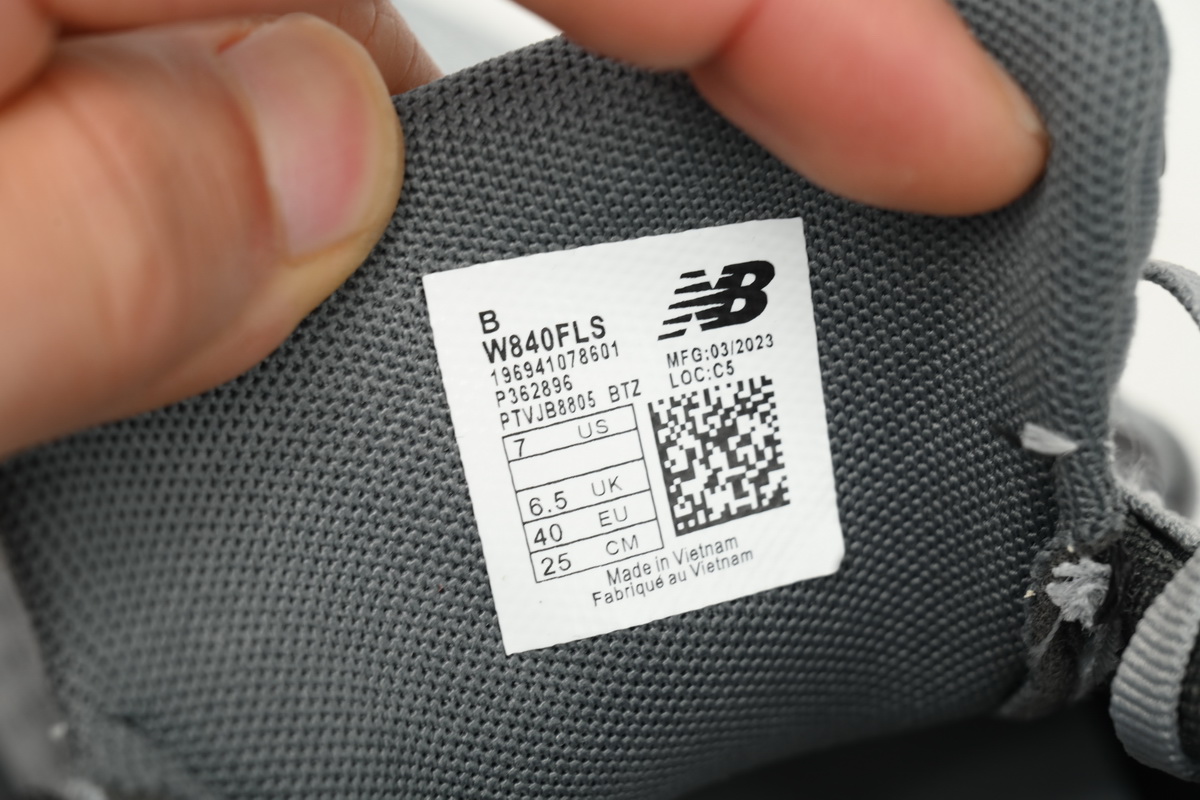 B
W840FLS
196941078601
P362896
PTVJB8805 BTZ
NB
MFG:03/2023
LOC:C5
7 US
6.5 UK
40 EU
25 CM
Made in Vietnam
Fabriqué au Vietnam